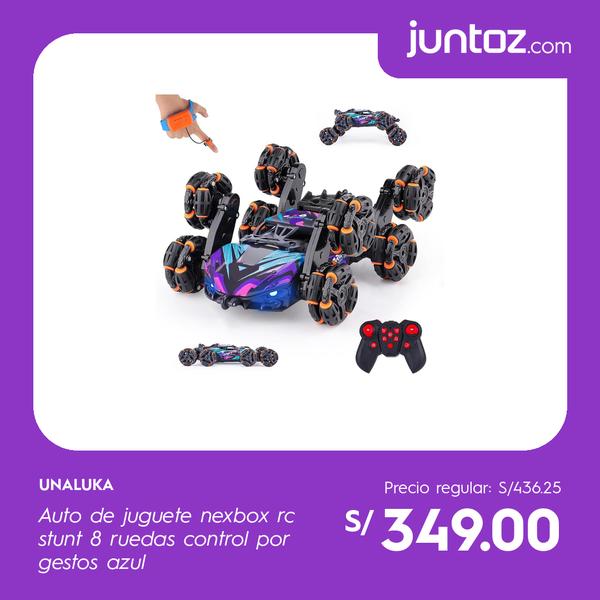 juntoz.com
UNALUKA
Auto de juguete nexbox rc
stunt 8 ruedas control por
gestos azul
Precio regular: S/436.25
S/ 349.00